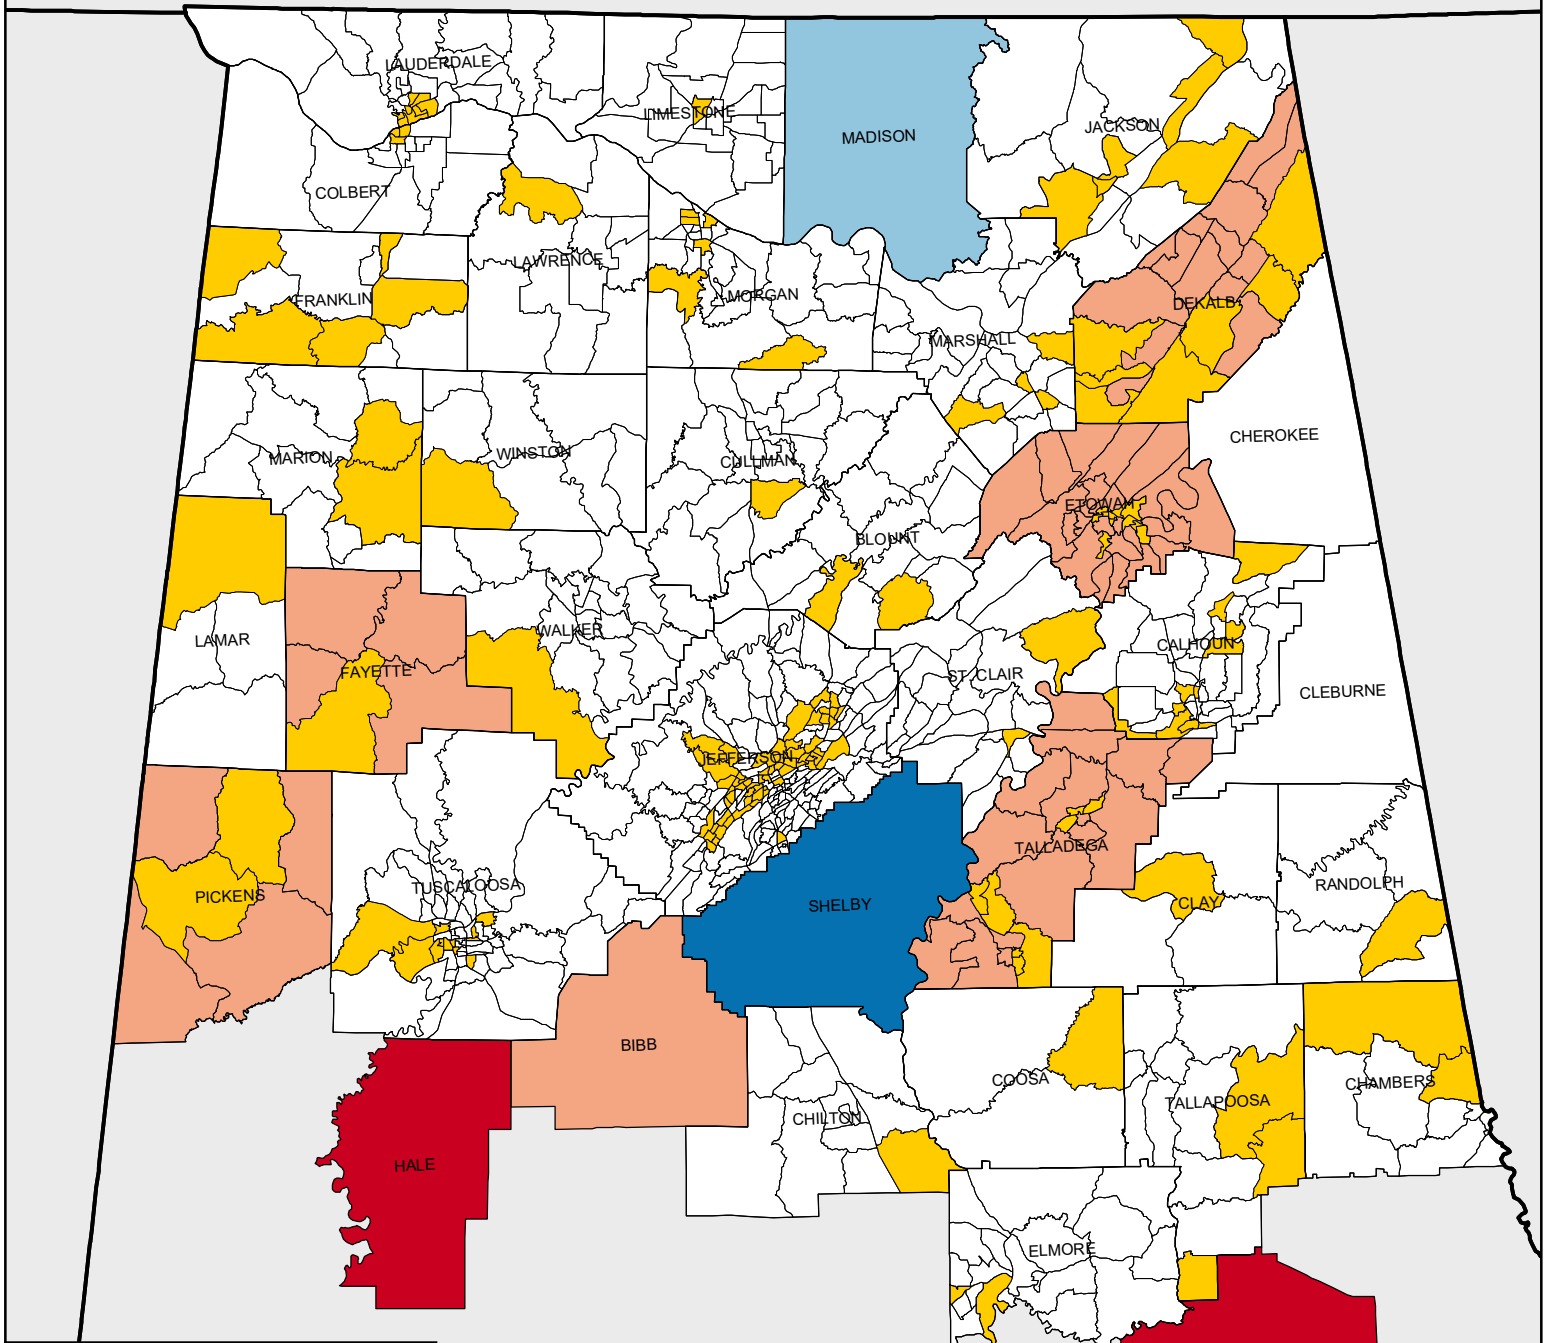 LAUDERDALE
LIMESTONE
MADISON
JACKSON
COLBERT
LAWRENCE
FRANKLIN
MORGAN
DEKALB
MARSHALL
CHEROKEE
MARION
WINSTON
CULLMAN
ETOWAH
BLOUNT
LAMAR
WALKER
CALHOUN
FAYETTE
ST. CLAIR
CLEBURNE
JEFFERSON
TALLADEGA
TUSCALOOSA
RANDOLPH
PICKENS
SHELBY
CLAY
BIBB
COOSA
CHAMBERS
TALLAPOOSA
CHILTON
HALE
ELMORE